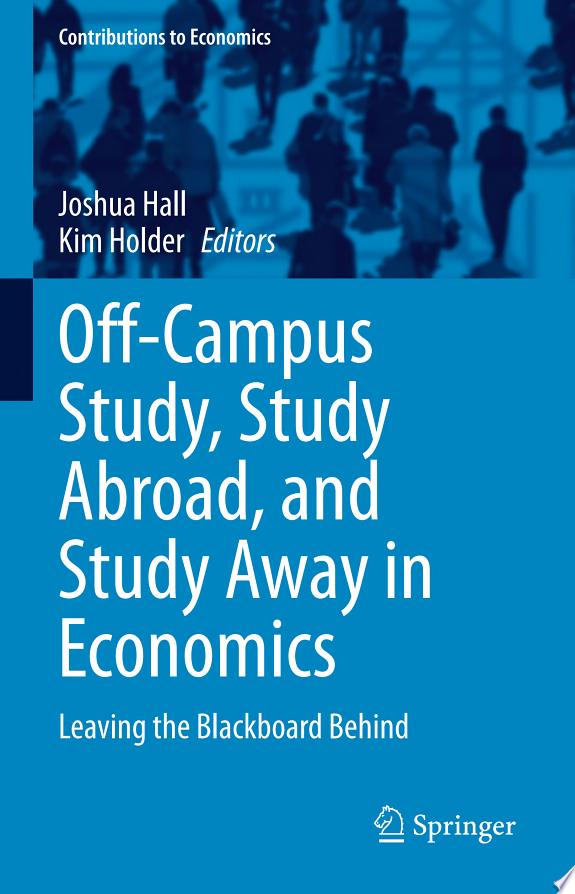 Contributions to Economics
Joshua Hall
Kim Holder Editors
Off-Campus
Study, Study
Abroad, and
Study Away in
Economics
Leaving the Blackboard Behind
Springer